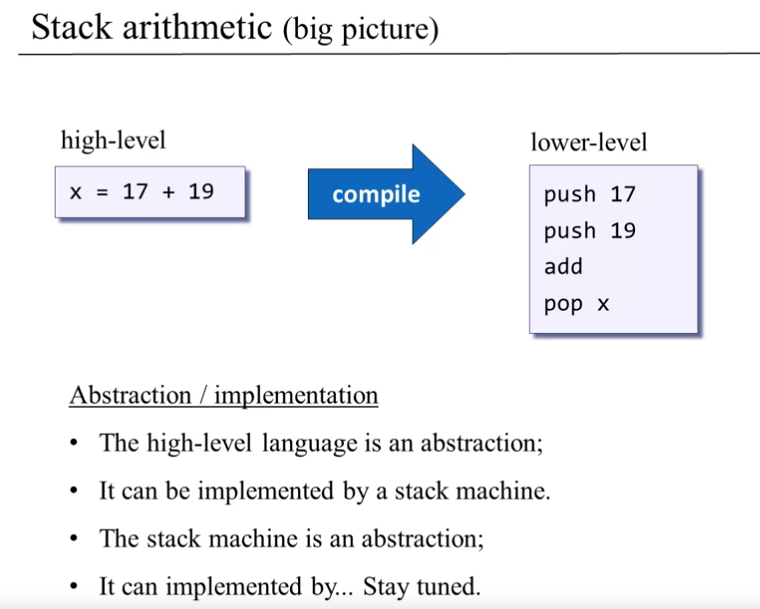 Stack arithmetic (big picture)
high-level
x = 17 + 19
compile
lower-level
push 17
push 19
add
pop x
Abstraction / implementation
• The high-level language is an abstraction;
• It can be implemented by a stack machine.
• The stack machine is an abstraction;
• It can implemented by... Stay tuned.